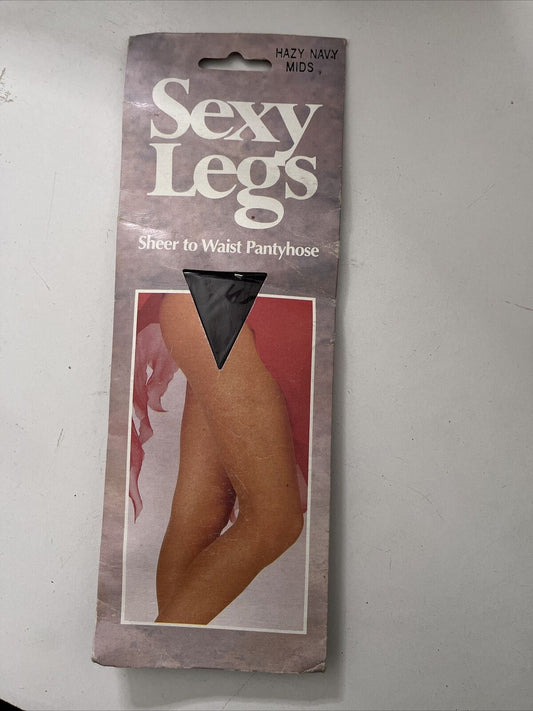 HAZY NAVY
MIDS
Sexy
Legs
Sheer to Waist Pantyhose